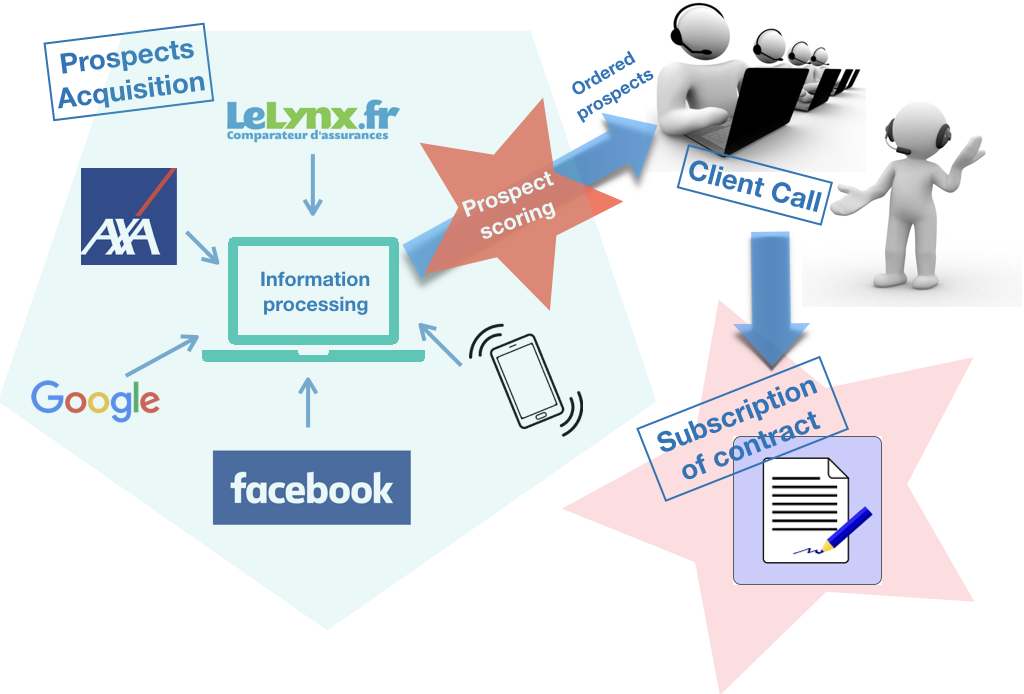 Prospects
Acquisition
LeLynx.fr
Comparateur d'assurances
AXA
Information
processing
Google
facebook
Prospect
scoring
Ordered
prospects
Client Call
Subscription
of contract